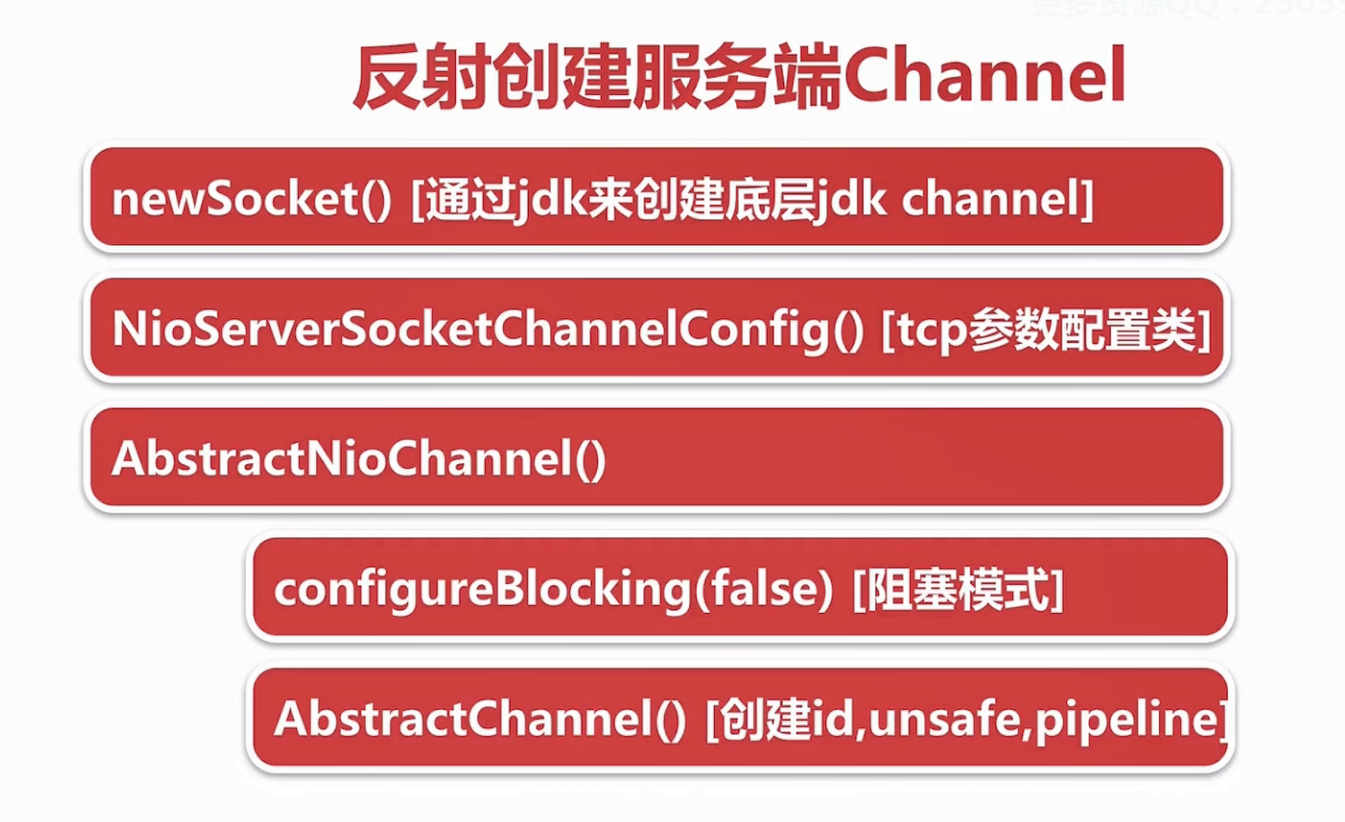 更多资源QQ：25039
反射创建服务端Channel
newSocket() [通过jdk来创建底层jdk channel]
NioServerSocketChannelConfig() [tcp参数配置类]
AbstractNioChannel()
configureBlocking(false) [阻塞模式]
AbstractChannel() [创建id,unsafe,pipeline]